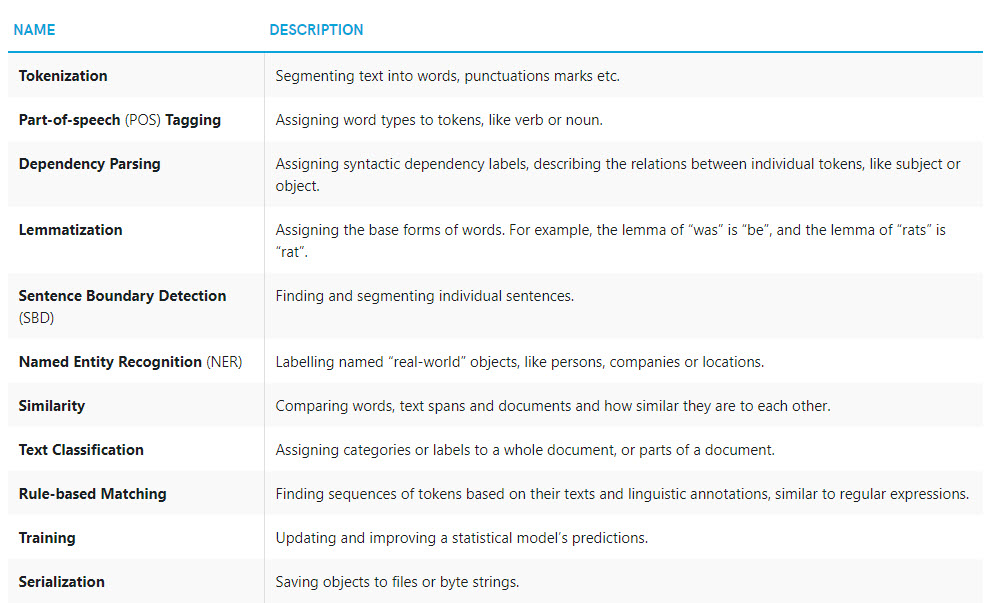 NAME DESCRIPTION
Tokenization Segmenting text into words, punctuations marks etc.
Part-of-speech (POS) Tagging Assigning word types to tokens, like verb or noun.
Dependency Parsing Assigning syntactic dependency labels, describing the relations between individual tokens, like subject or
object.
Lemmatization Assigning the base forms of words. For example, the lemma of “was” is “be”, and the lemma of “rats” is
“rat”.
Sentence Boundary Detection Finding and segmenting individual sentences.
(SBD)
Named Entity Recognition (NER) Labelling named “real-world” objects, like persons, companies or locations.
Similarity Comparing words, text spans and documents and how similar they are to each other.
Text Classification Assigning categories or labels to a whole document, or parts of a document.
Rule-based Matching Finding sequences of tokens based on their texts and linguistic annotations, similar to regular expressions.
Training Updating and improving a statistical model’s predictions.
Serialization Saving objects to files or byte strings.